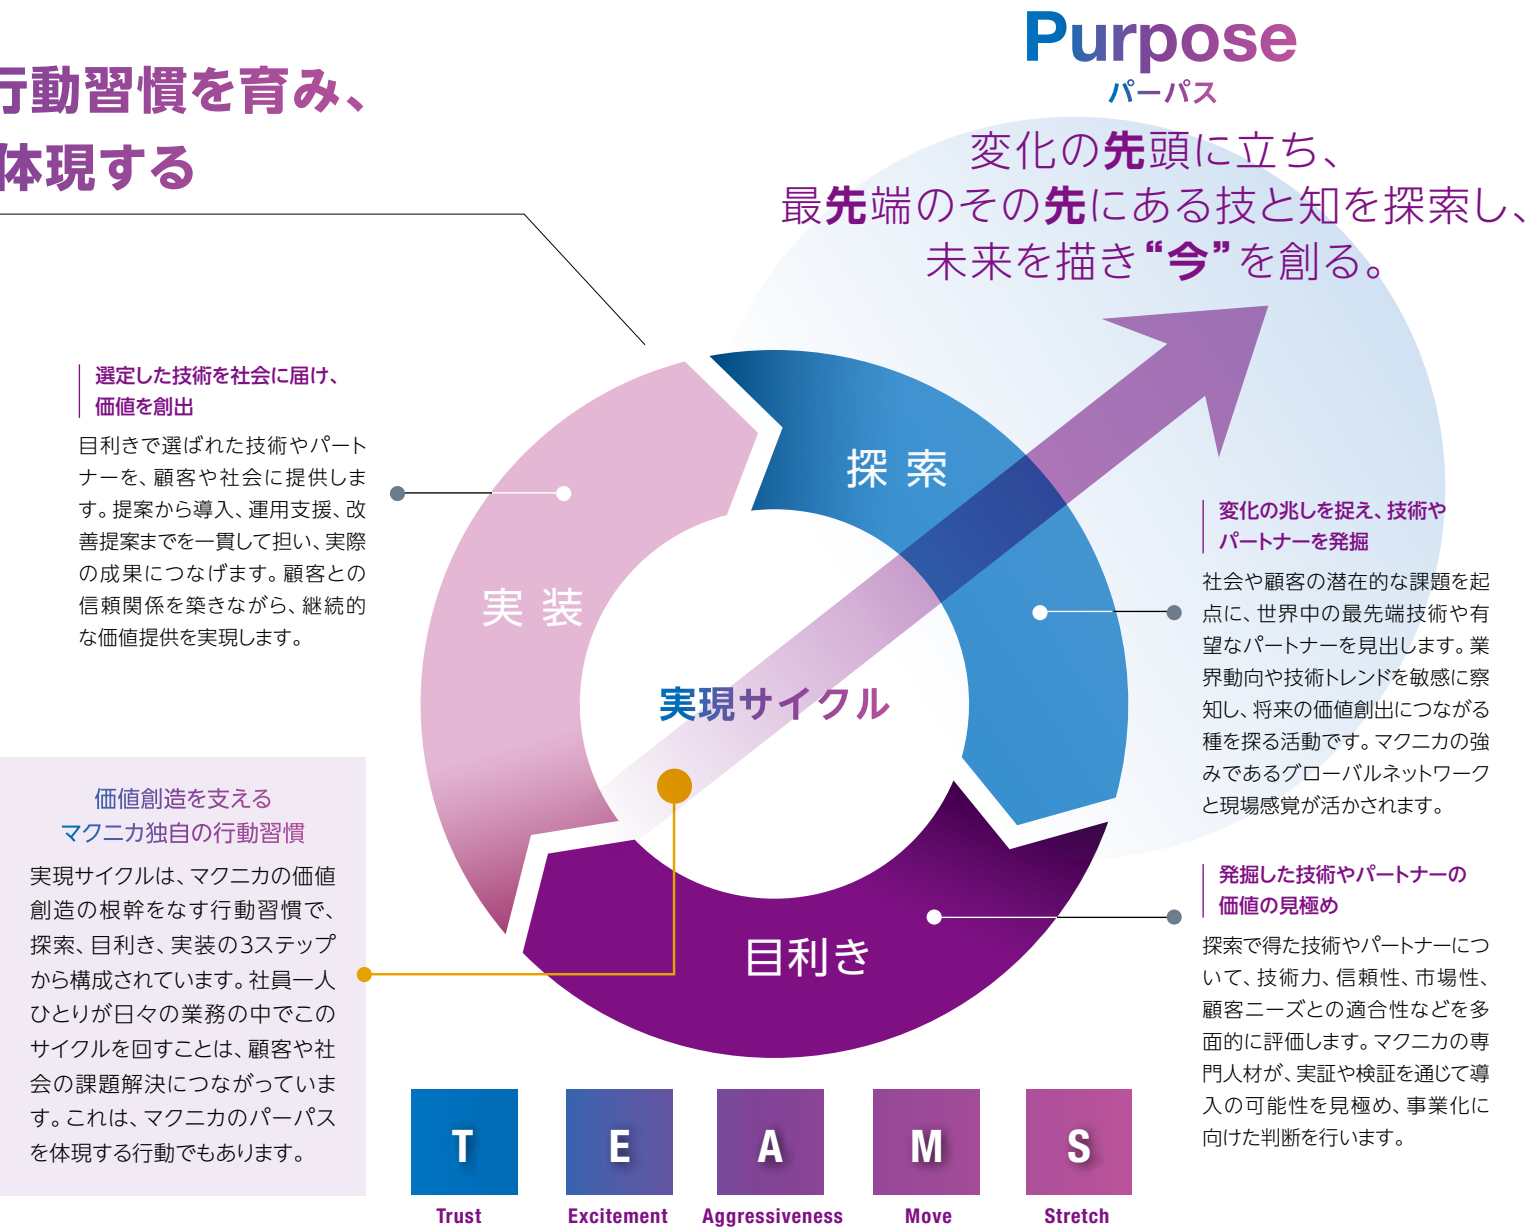 行動習慣を育み、
体現する
Purpose
パーパス
変化の先頭に立ち、
最先端のその先にある技と知を探索し、
未来を描き“今”を創る。
選定した技術を社会に届け、
価値を創出
目利きで選ばれた技術やパート
ナーを、顧客や社会に提供しま
す。提案から導入、運用支援、改
善提案までを一貫して担い、実際
の成果につなげます。顧客との
信頼関係を築きながら、継続的
な価値提供を実現します。
探索
実装
目利き
実現サイクル
変化の兆しを捉え、技術や
パートナーを発掘
社会や顧客の潜在的な課題を起
点に、世界中の最先端技術や有
望なパートナーを見出します。業
界動向や技術トレンドを敏感に察
知し、将来の価値創出につながる
種を探る活動です。マクニカの強
みであるグローバルネットワーク
と現場感覚が活かされます。
発掘した技術やパートナーの
価値の見極め
探索で得た技術やパートナーにつ
いて、技術力、信頼性、市場性、
顧客ニーズとの適合性などを多
面的に評価します。マクニカの専
門人材が、実証や検証を通じて導
入の可能性を見極め、事業化に
向けた判断を行います。
価値創造を支える
マクニカ独自の行動習慣
実現サイクルは、マクニカの価値
創造の根幹をなす行動習慣で、
探索、目利き、実装の3ステップ
から構成されています。社員一人
ひとりが日々の業務の中でこの
サイクルを回すことは、顧客や社
会の課題解決につながっていま
す。これは、マクニカのパーパス
を体現する行動でもあります。
T E A M S
Trust Excitement Aggressiveness Move Stretch